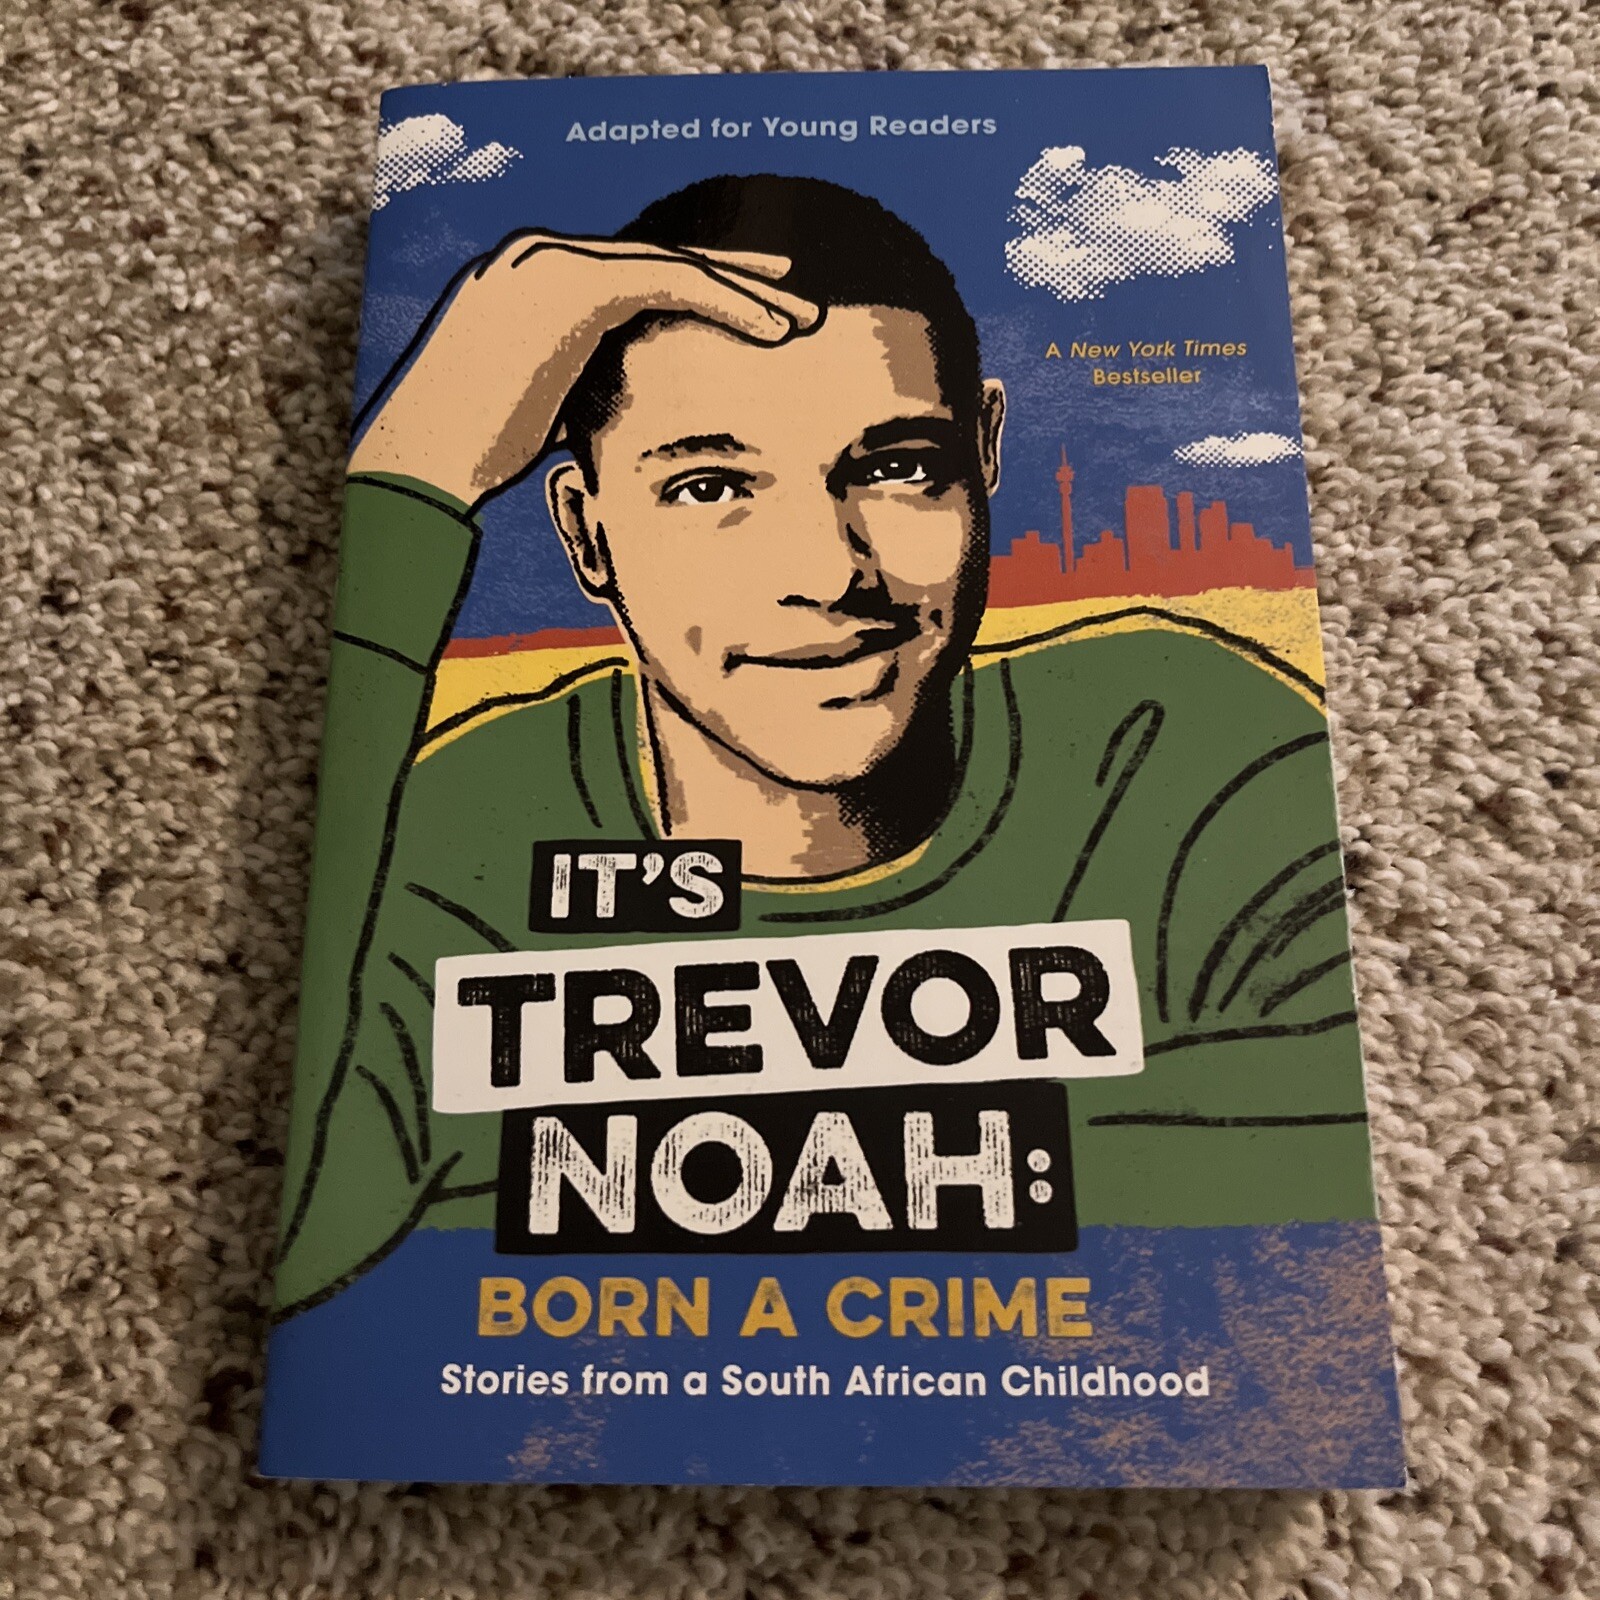 Adapted for Young Readers
A New York Times
Bestseller
IT'S
TREVOR
NOAH:
BORN A CRIME
Stories from a South African Childhood